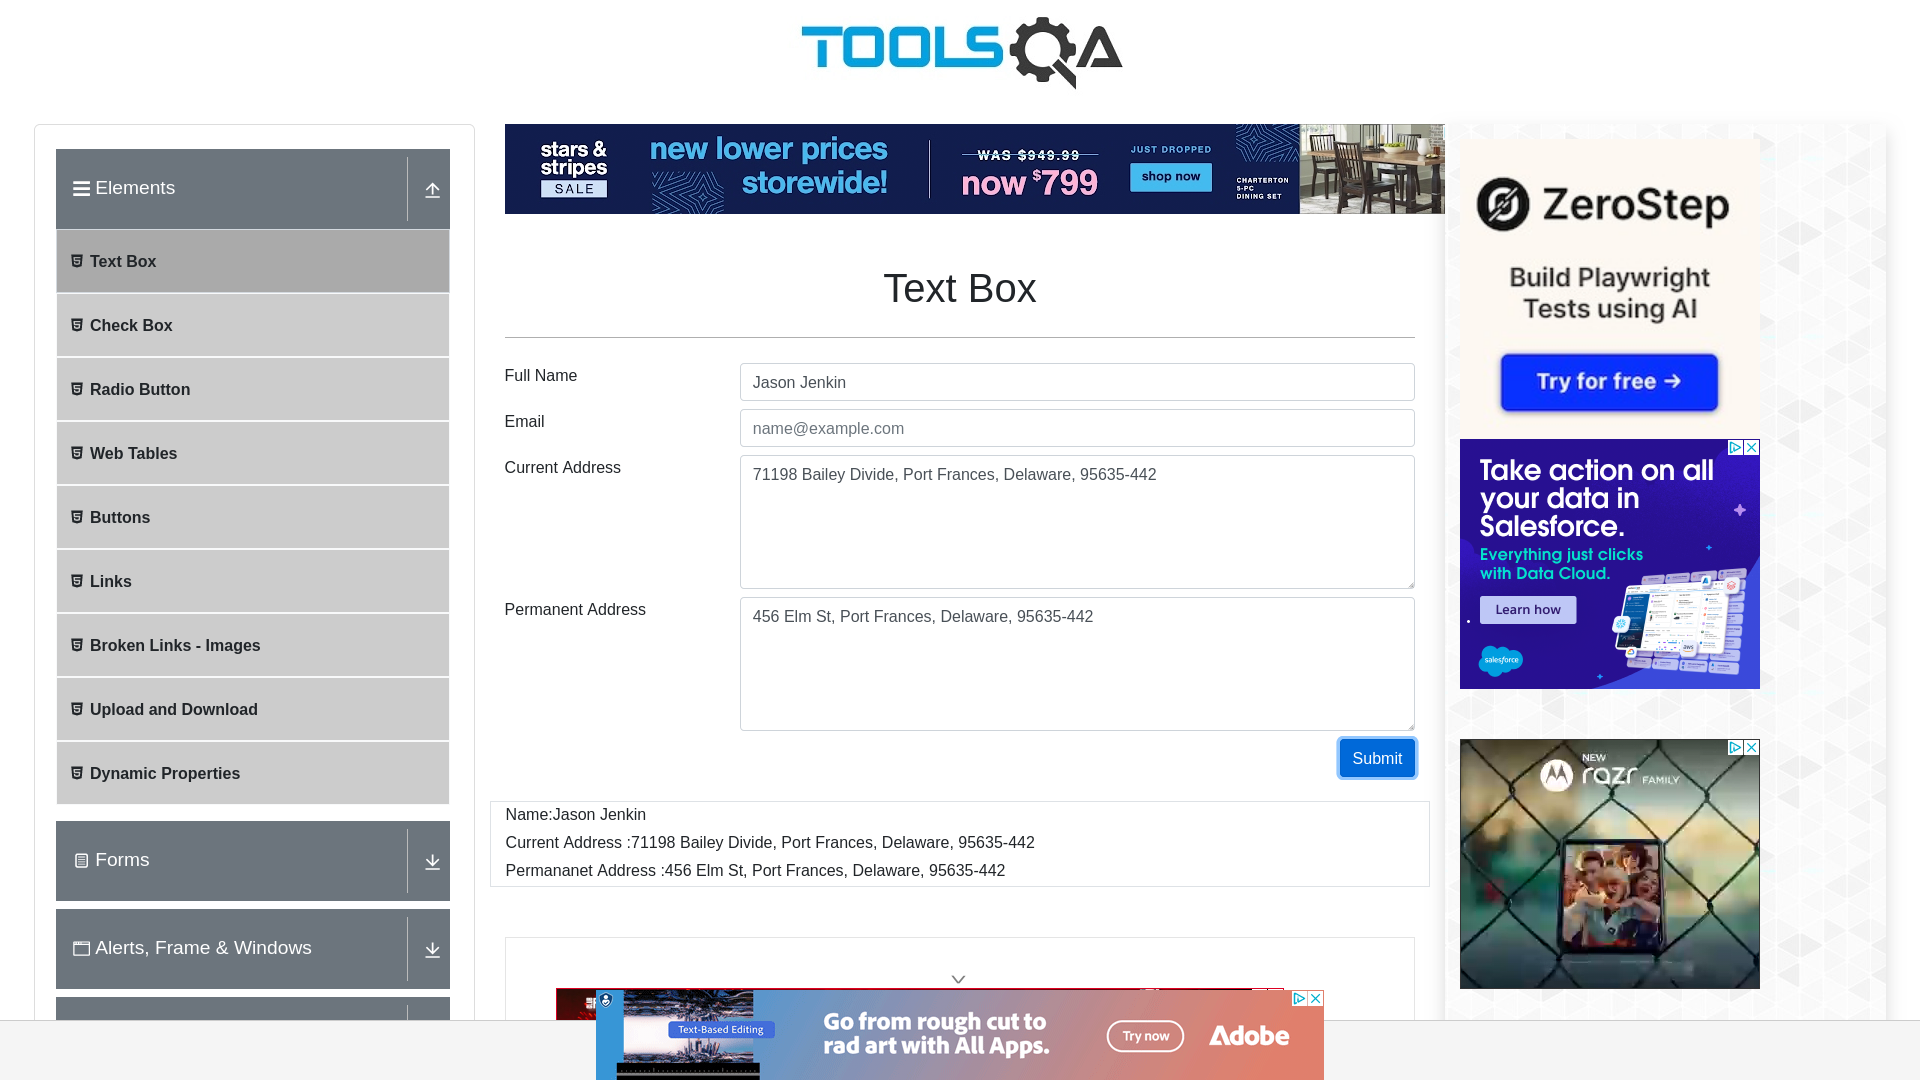 TOOLSQA
Elements
Text Box
Check Box
Radio Button
Web Tables
Buttons
Links
Broken Links - Images
Upload and Download
Dynamic Properties
Forms
Alerts, Frame & Windows
stars &
stripes
SALE
new lower prices
storewide!
WAS $949.99
now $799
JUST DROPPED
shop now
CHARTERTON
5-PC
DINING SET
Text Box
Full Name
Jason Jenkin
Email
name@example.com
Current Address
71198 Bailey Divide, Port Frances, Delaware, 95635-442
Permanent Address
456 Elm St, Port Frances, Delaware, 95635-442
Submit
Name:Jason Jenkin
Current Address :71198 Bailey Divide, Port Frances, Delaware, 95635-442
Permananet Address :456 Elm St, Port Frances, Delaware, 95635-442
ZeroStep
Build Playwright
Tests using AI
Try for free →
Take action on all
your data in
Salesforce.
Everything just clicks
with Data Cloud.
Learn how
salesforce
aws
NEW
razr FAMILY
Text-Based Editing
Go from rough cut to
rad art with All Apps.
Try now
Adobe